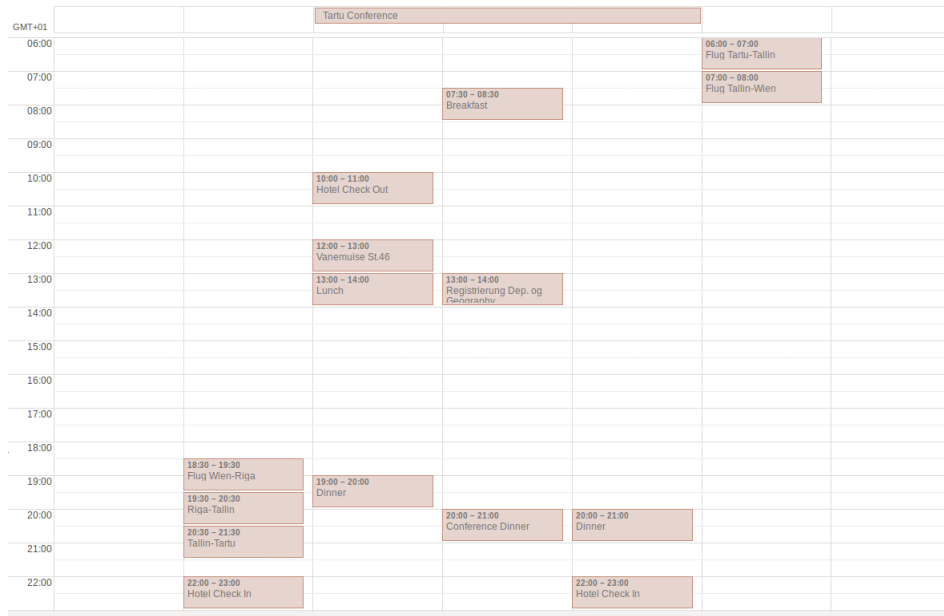 Tartu Conference
GMT+01
06:00
06:00 – 07:00
Flug Tartu-Tallin
07:00
07:00 – 08:00
Flug Tallin-Wien
07:30 – 08:30
Breakfast
08:00
09:00
10:00
10:00 – 11:00
Hotel Check Out
11:00
12:00
12:00 – 13:00
Vanemuise St.46
13:00
13:00 – 14:00
Lunch
13:00 – 14:00
Registrierung Dep. og
Geography
14:00
15:00
16:00
17:00
18:00
18:30 – 19:30
Flug Wien-Riga
19:00
19:00 – 20:00
Dinner
19:30 – 20:30
Riga-Tallin
20:00
20:00 – 21:00
Conference Dinner
20:00 – 21:00
Dinner
20:30 – 21:30
Tallin-Tartu
21:00
22:00
22:00 – 23:00
Hotel Check In
22:00 – 23:00
Hotel Check In